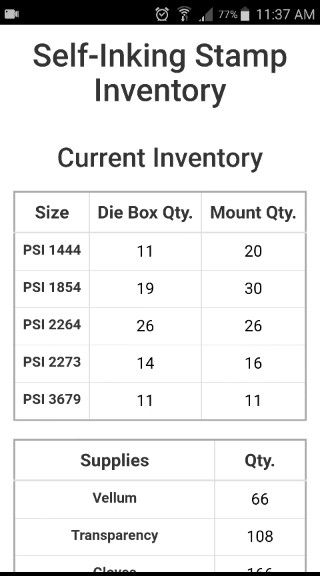 77% 11:37 AM
Self-Inking Stamp
Inventory
Current Inventory
Size Die Box Qty. Mount Qty.
PSI 1444 11 20
PSI 1854 19 30
PSI 2264 26 26
PSI 2273 14 16
PSI 3679 11 11
Supplies Qty.
Vellum 66
Transparency 108
Gloves 166